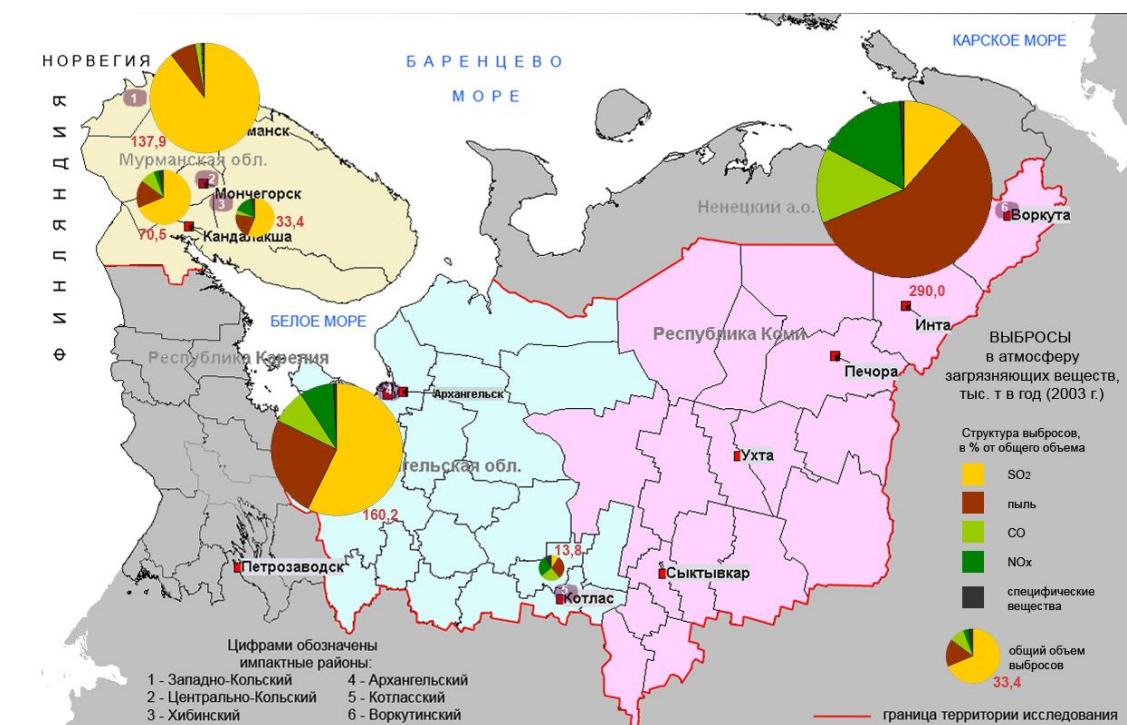 КАРСКОЕ МОРЕ
НОРВЕГИЯ
БАРЕНЦЕВО
МОРЕ
ФИНЛЯНДИЯ
1
137,9
манск
Мурманская обл.
2
Мончегорск
3
33,4
70,5
Кандалакша
Ненецкий а.о.
6
Воркута
290,0
Инта
БЕЛОЕ МОРЕ
Республика Карелия
Республика Коми
Печора
Архангельск
Ухта
тельская обл.
160,2
13,8
Петрозаводск
Сыктывкар
Котлас
ВЫБРОСЫ
в атмосферу
загрязняющих веществ,
тыс. т в год (2003 г.)
Структура выбросов,
в % от общего объема
SO2
пыль
CO
NOx
специфические
вещества
общий объем
выбросов
33,4
Цифрами обозначены
импактные районы:
1 - Западно-Кольский
2 - Центрально-Кольский
3 - Хибинский
4 - Архангельский
5 - Котласский
6 - Воркутинский
граница территории исследования